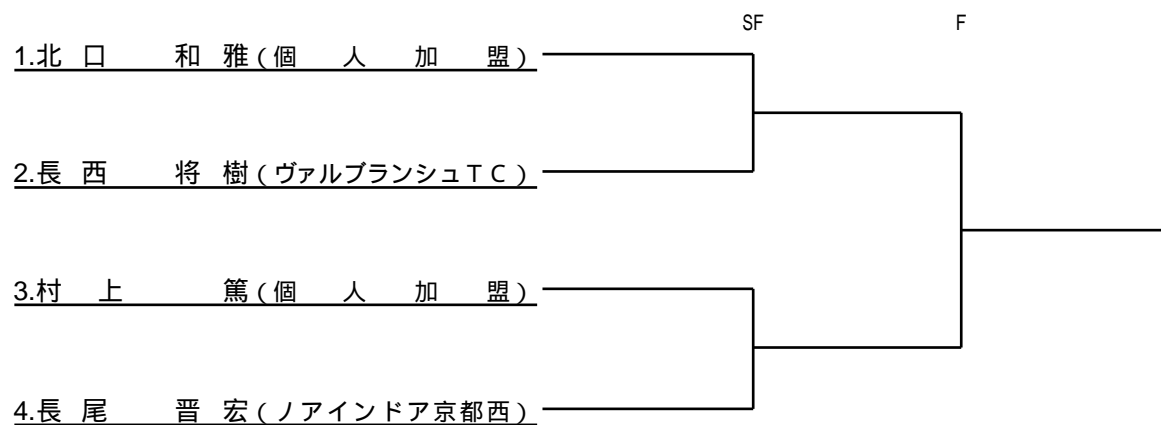 SF F
1.北口 和雅(個人加盟)
2.長西 将樹(ヴァルブランシュTC)
3.村上 篤(個人加盟)
4.長尾 晋宏(ノアインドア京都西)